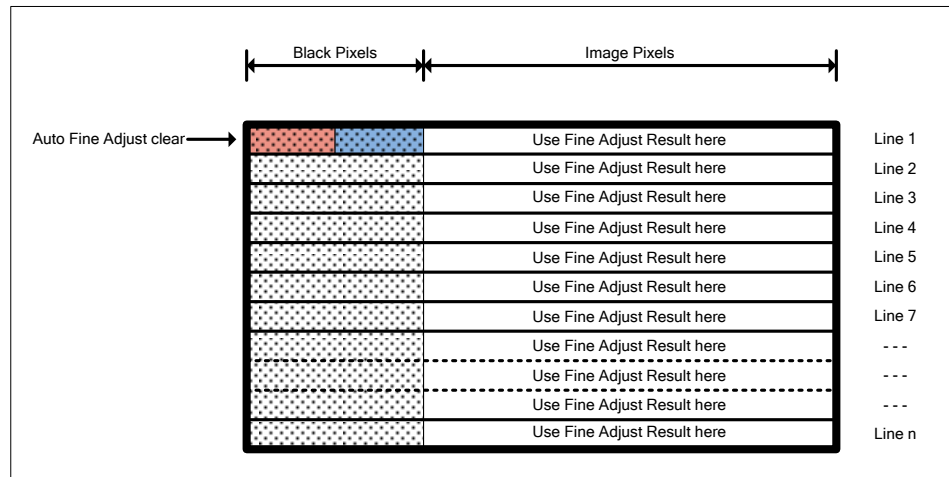 Black Pixels Image Pixels
Auto Fine Adjust clear Use Fine Adjust Result here Line 1
Use Fine Adjust Result here Line 2
Use Fine Adjust Result here Line 3
Use Fine Adjust Result here Line 4
Use Fine Adjust Result here Line 5
Use Fine Adjust Result here Line 6
Use Fine Adjust Result here Line 7
Use Fine Adjust Result here - - -
Use Fine Adjust Result here - - -
Use Fine Adjust Result here - - -
Use Fine Adjust Result here Line n